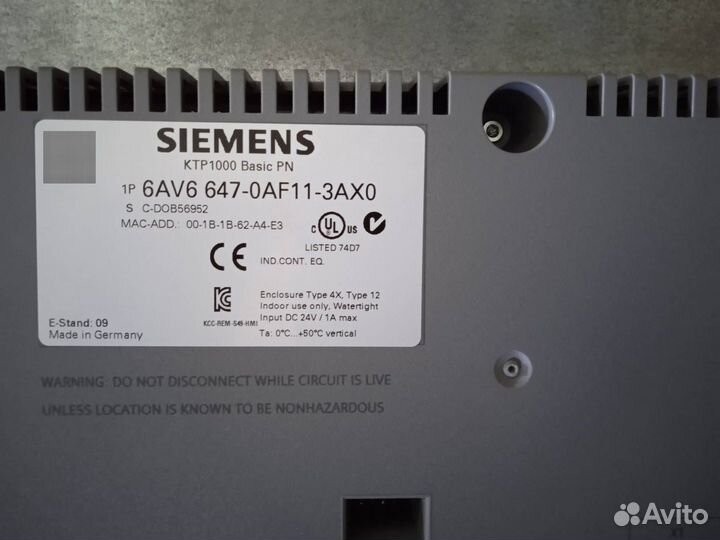 SIEMENS
KTP1000 Basic PN
1P 6AV6 647-0AF11-3AX0
S C-DOB56952
MAC-ADD.: 00-1B-1B-62-A4-E3
C UL US
LISTED 74D7
CE IND.CONT. EQ.
KCC-REM-S49-HMI
Enclosure Type 4X, Type 12
Indoor use only, Watertight
Input DC 24V / 1A max
Ta: 0°C...+50°C vertical
E-Stand: 09
Made in Germany
WARNING: DO NOT DISCONNECT WHILE CIRCUIT IS LIVE
UNLESS LOCATION IS KNOWN TO BE NONHAZARDOUS
X1
Avito